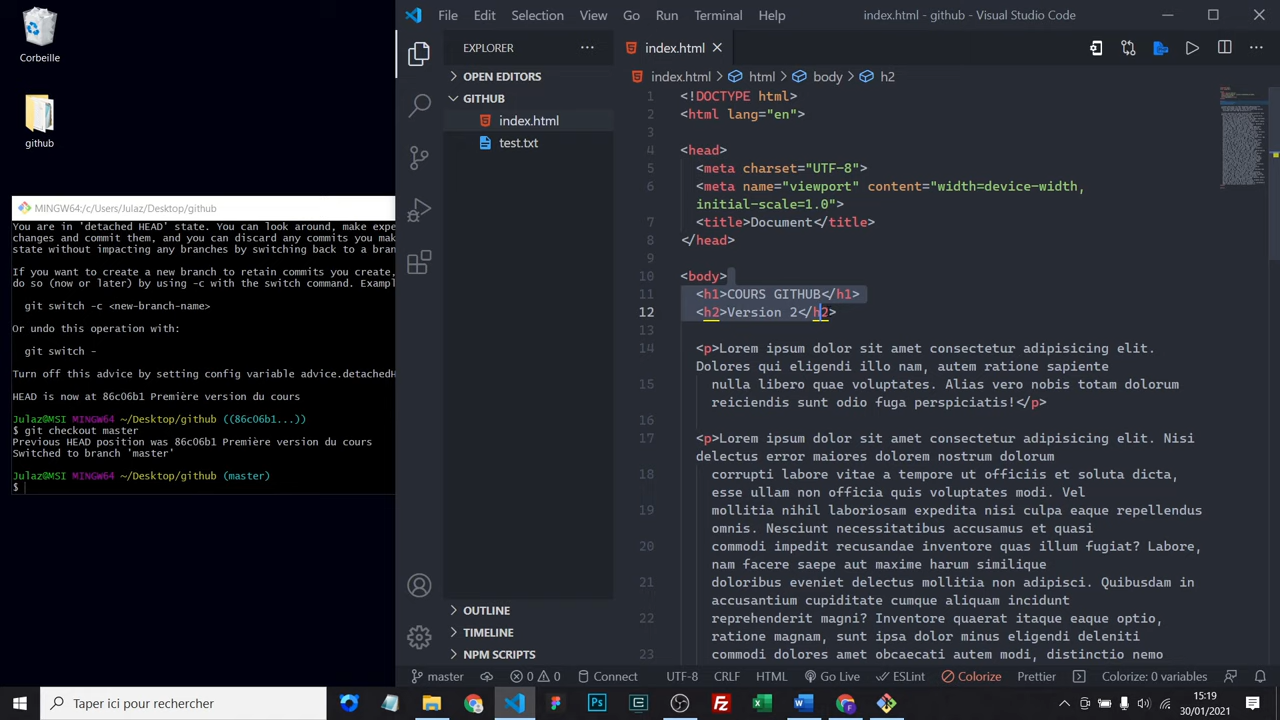 Corbeille
github
MINGW64:/c/Users/Julaz/Desktop/github
You are in 'detached HEAD' state. You can look around, make expe
changes and commit them, and you can discard any commits you mak
state without impacting any branches by switching back to a bran
If you want to create a new branch to retain commits you create,
do so (now or later) by using -c with the switch command. Exampl
git switch -c <new-branch-name>
Or undo this operation with:
git switch -
Turn off this advice by setting config variable advice.detachedH
HEAD is now at 86c06b1 Première version du cours
Julaz@MSI MINGW64 ~/Desktop/github ((86c06b1...))
$ git checkout master
Previous HEAD position was 86c06b1 Première version du cours
Switched to branch 'master'
Julaz@MSI MINGW64 ~/Desktop/github (master)
$
File Edit Selection View Go Run Terminal Help
index.html - github - Visual Studio Code
EXPLORER
OPEN EDITORS
GITHUB
index.html
test.txt
OUTLINE
TIMELINE
NPM SCRIPTS
index.html
index.html > html > body > h2
1 <!DOCTYPE html>
2 <html lang="en">
3
4 <head>
5 <meta charset="UTF-8">
6 <meta name="viewport" content="width=device-width,
initial-scale=1.0">
7 <title>Document</title>
8 </head>
9
10 <body>
11 <h1>COURS GITHUB</h1>
12 <h2>Version 2</h2>
13
14 <p>Lorem ipsum dolor sit amet consectetur adipisicing elit.
Dolores qui eligendi illo nam, autem ratione sapiente
15 nulla libero quae voluptates. Alias vero nobis totam dolorum
reiciendis sunt odio fuga perspiciatis!</p>
16
17 <p>Lorem ipsum dolor sit amet consectetur adipisicing elit. Nisi
delectus error maiores dolorem nostrum dolorum
18 corrupti labore vitae a tempore ut officiis et soluta dicta,
esse ullam non officia quis voluptates modi. Vel
19 mollitia nihil laboriosam expedita nisi culpa eaque repellendus
omnis. Nesciunt necessitatibus accusamus et quasi
20 commodi impedit recusandae inventore quas illum fugiat? Labore,
nam facere saepe aut maxime harum similique
21 doloribus eveniet delectus mollitia non adipisci. Quibusdam in
accusantium cupiditate cumque aliquam incidunt
22 reprehenderit magni? Inventore quaerat itaque eaque optio,
ratione magnam, sunt ipsa dolor minus eligendi deleniti
23 commodi dolores amet obcaecati autem modi, distinctio nemo
master 0 0 Connect UTF-8 CRLF HTML Go Live ESLint Colorize Prettier Colorize: 0 variables
Taper ici pour rechercher
15:19
30/01/2021